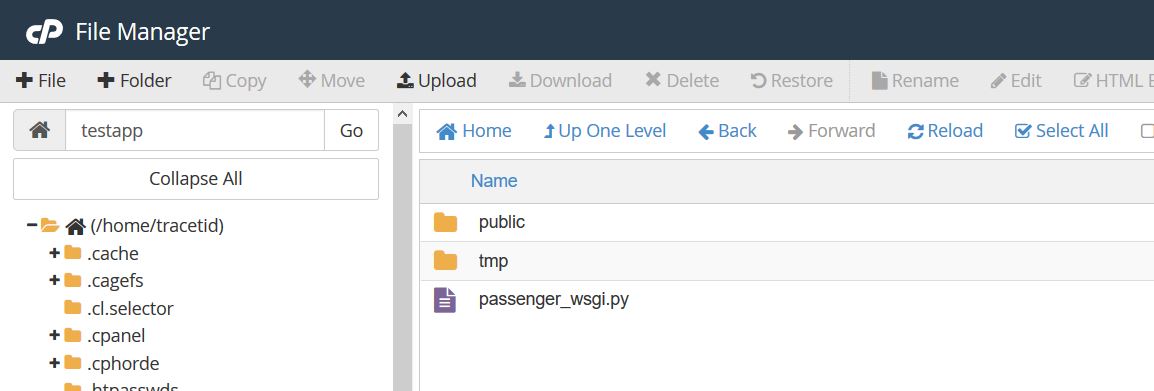 cP File Manager
File Folder Copy Move Upload Download Delete Restore Rename Edit HTML E
testapp Go
Home Up One Level Back Forward Reload Select All
Collapse All
Name
(/home/tracetid)
public
.cache
tmp
.cagefs
passenger_wsgi.py
.cl.selector
.cpanel
.cphorde
.htpasswds